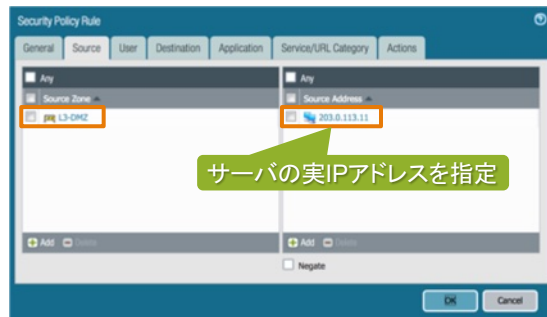 Security Policy Rule
General Source User Destination Application Service/URL Category Actions
Any
Source Zone
L3-DMZ
Any
Source Address
203.0.113.11
サーバの実IPアドレスを指定
Add Delete
Add Delete
Negate
OK Cancel